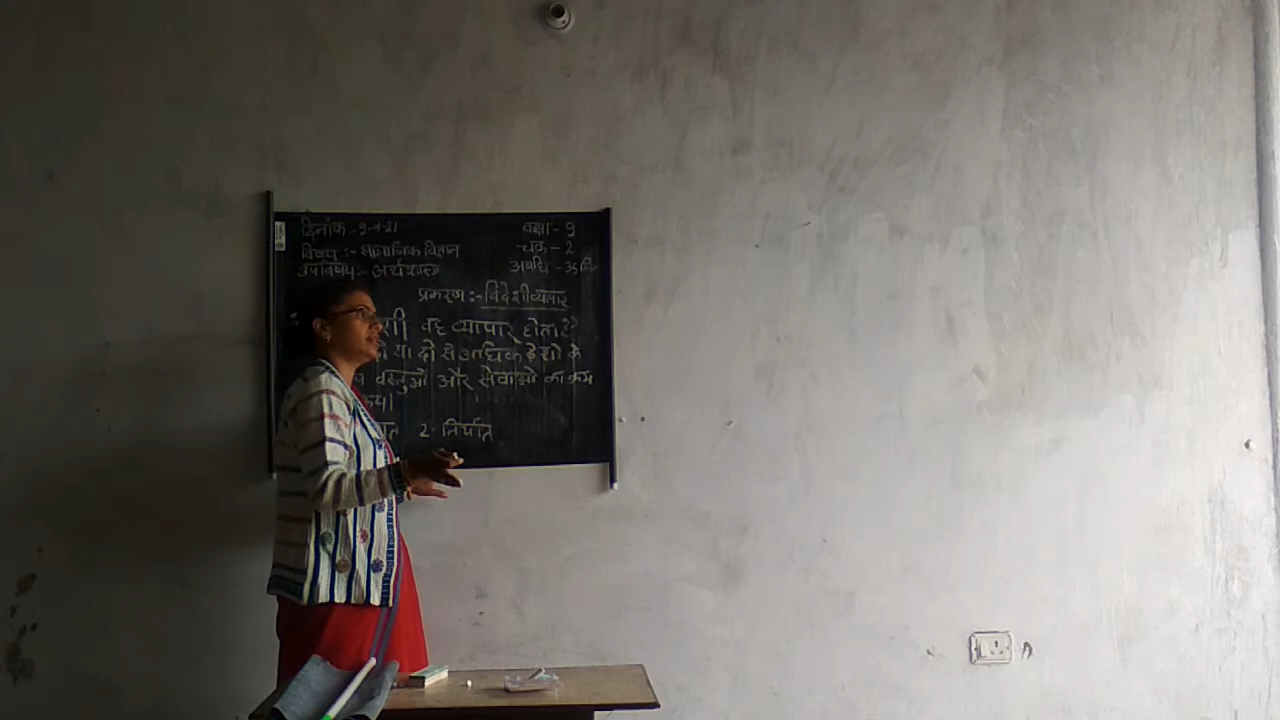 दिनांक - 9-4-21
कक्षा - 9
विषय :- सामाजिक विज्ञान
चक्र - 2
उपविषय :- अर्थशास्त्र
अवधि - 35
प्रकरण :- विदेशी व्यापार
वह व्यापार होता है
या दो से अधिक देशो के
वस्तुओ और सेवाओ का क्रय
2- निर्यात